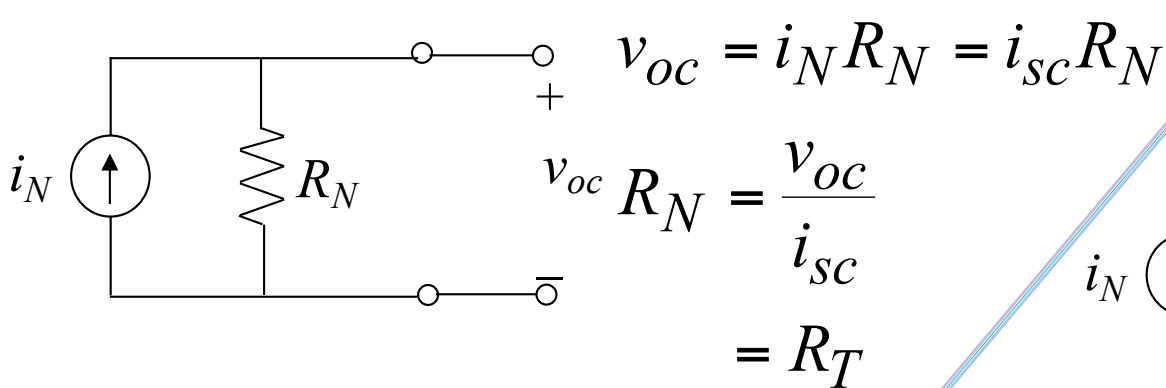 v_oc = i_N R_N = i_sc R_N
+
i_N
R_N
v_oc
R_N = v_oc / i_sc
–
i_N
= R_T